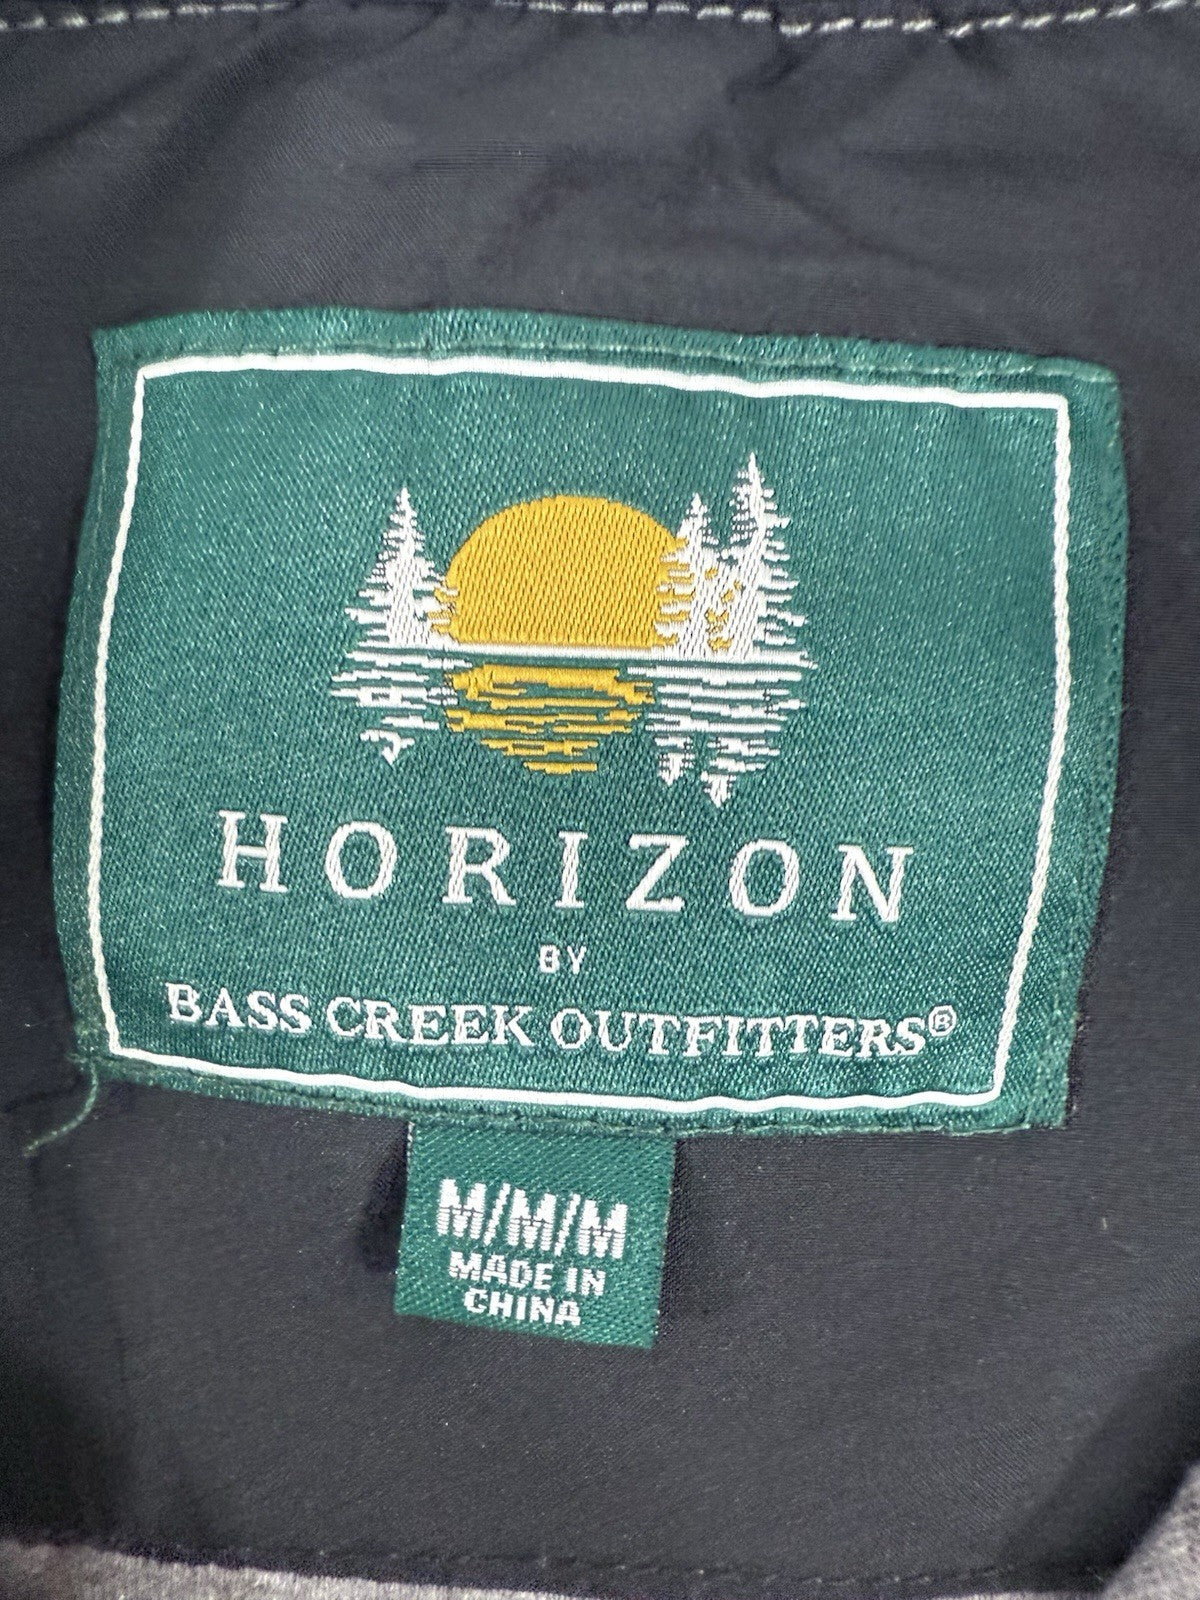 HORIZON
BY
BASS CREEK OUTFITTERS®
M/M/M
MADE IN
CHINA